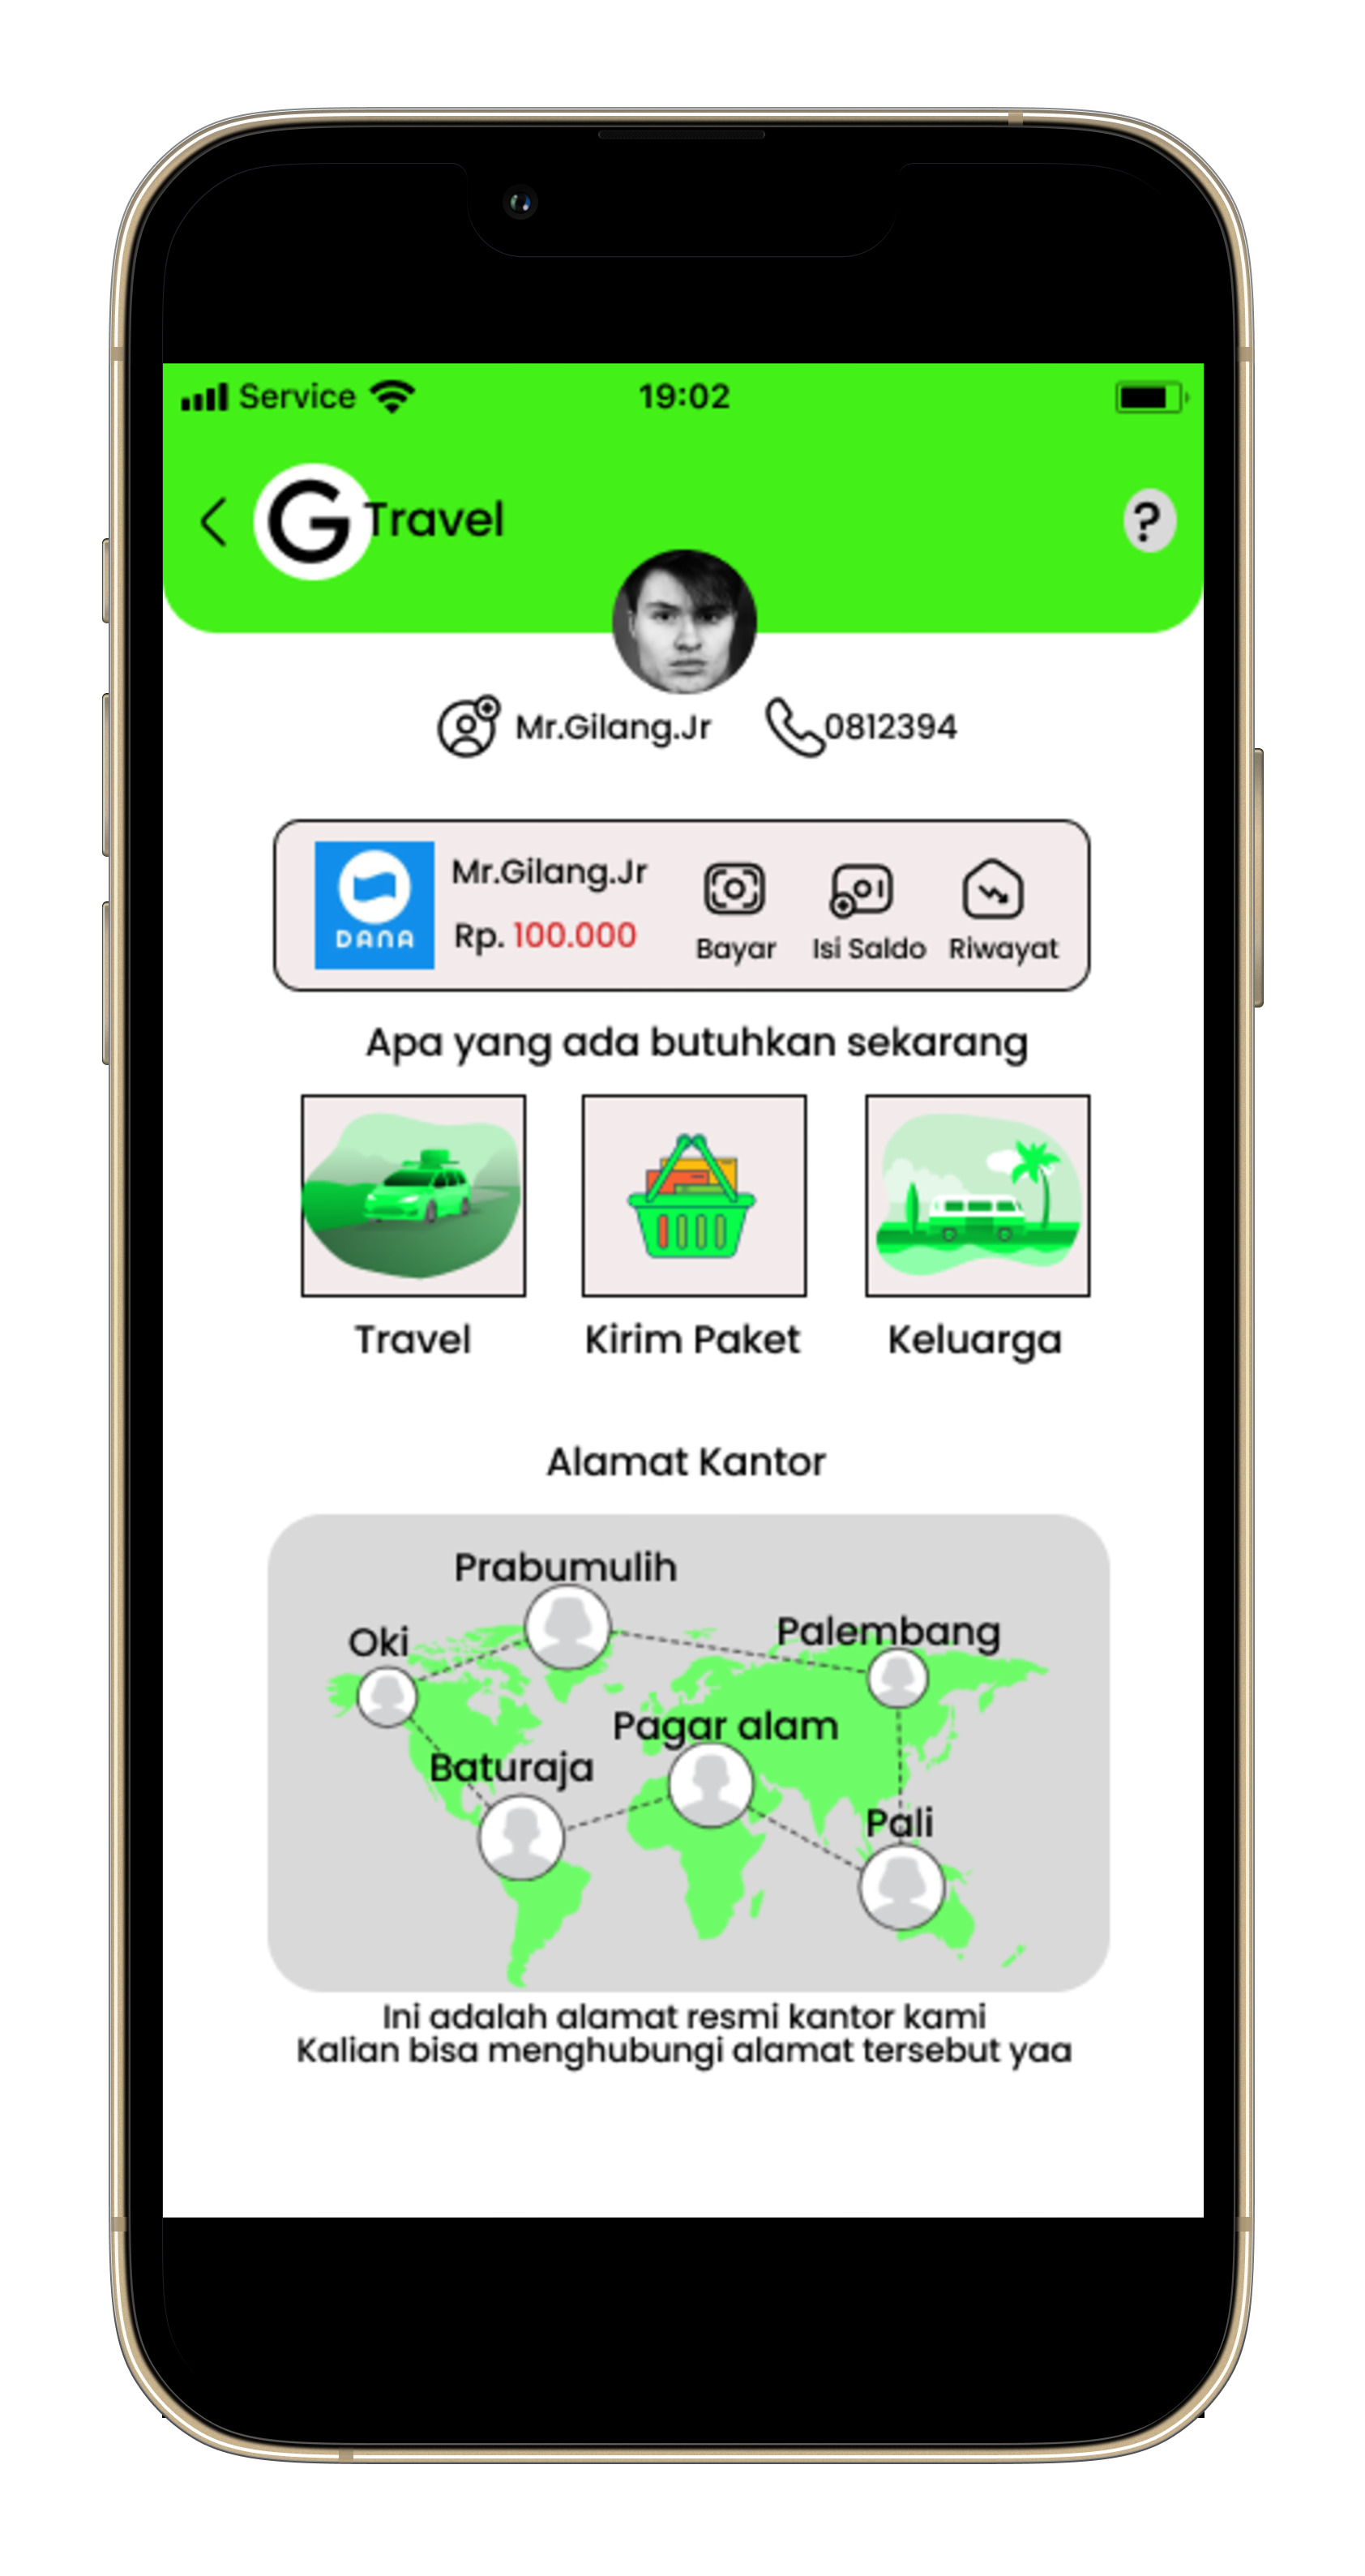 Service 19:02
G Travel ?
Mr.Gilang.Jr 0812394
DANA
Mr.Gilang.Jr
Rp. 100.000
Bayar Isi Saldo Riwayat
Apa yang ada butuhkan sekarang
Travel Kirim Paket Keluarga
Alamat Kantor
Prabumulih
Oki
Palembang
Pagar alam
Baturaja
Pali
Ini adalah alamat resmi kantor kami
Kalian bisa menghubungi alamat tersebut yaa